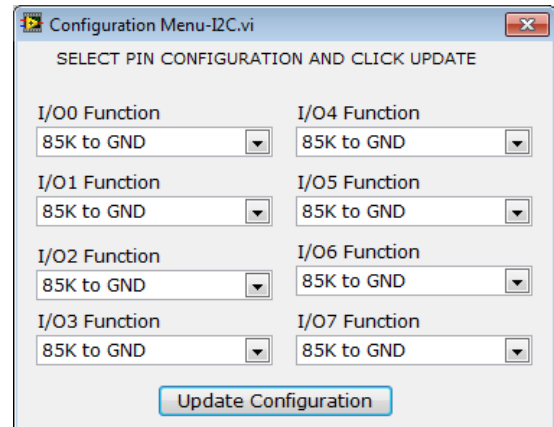 Configuration Menu-I2C.vi
SELECT PIN CONFIGURATION AND CLICK UPDATE
I/O0 Function
85K to GND
I/O1 Function
85K to GND
I/O2 Function
85K to GND
I/O3 Function
85K to GND
I/O4 Function
85K to GND
I/O5 Function
85K to GND
I/O6 Function
85K to GND
I/O7 Function
85K to GND
Update Configuration